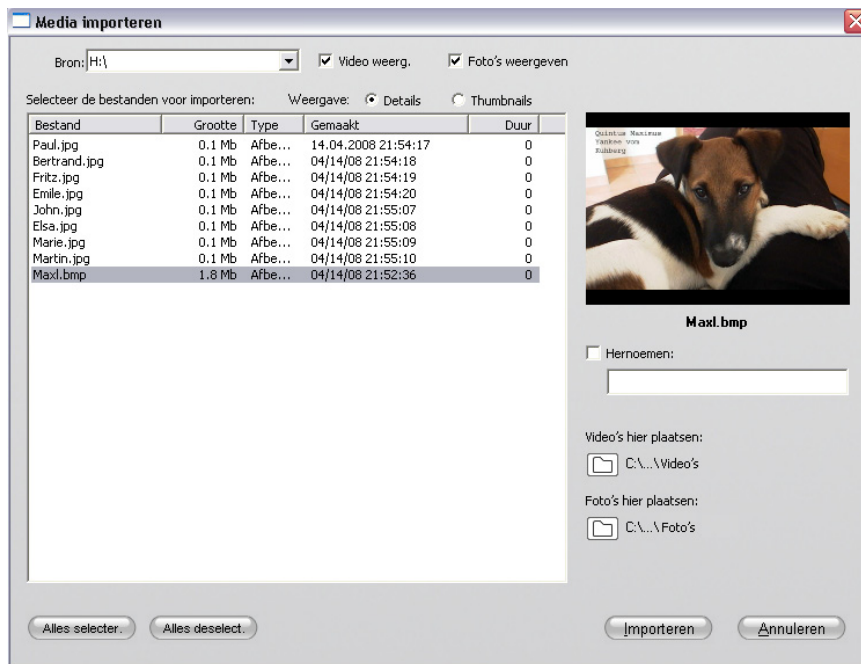 Media importeren
Bron: H:\ Video weerg. Foto's weergeven
Selecteer de bestanden voor importeren: Weergave: Details Thumbnails
Bestand Grootte Type Gemaakt Duur
Paul.jpg 0.1 Mb Afbe... 14.04.2008 21:54:17 0
Bertrand.jpg 0.1 Mb Afbe... 04/14/08 21:54:18 0
Fritz.jpg 0.1 Mb Afbe... 04/14/08 21:54:19 0
Emile.jpg 0.1 Mb Afbe... 04/14/08 21:54:20 0
John.jpg 0.1 Mb Afbe... 04/14/08 21:55:07 0
Elsa.jpg 0.1 Mb Afbe... 04/14/08 21:55:08 0
Marie.jpg 0.1 Mb Afbe... 04/14/08 21:55:09 0
Martin.jpg 0.1 Mb Afbe... 04/14/08 21:55:10 0
Maxl.bmp 1.8 Mb Afbe... 04/14/08 21:52:36 0
Quintus Maximus
Yankee vom
Kuhberg
Maxl.bmp
Hernoemen:
Video's hier plaatsen:
C:\...\Video's
Foto's hier plaatsen:
C:\...\Foto's
Alles selecter. Alles deselect. Importeren Annuleren